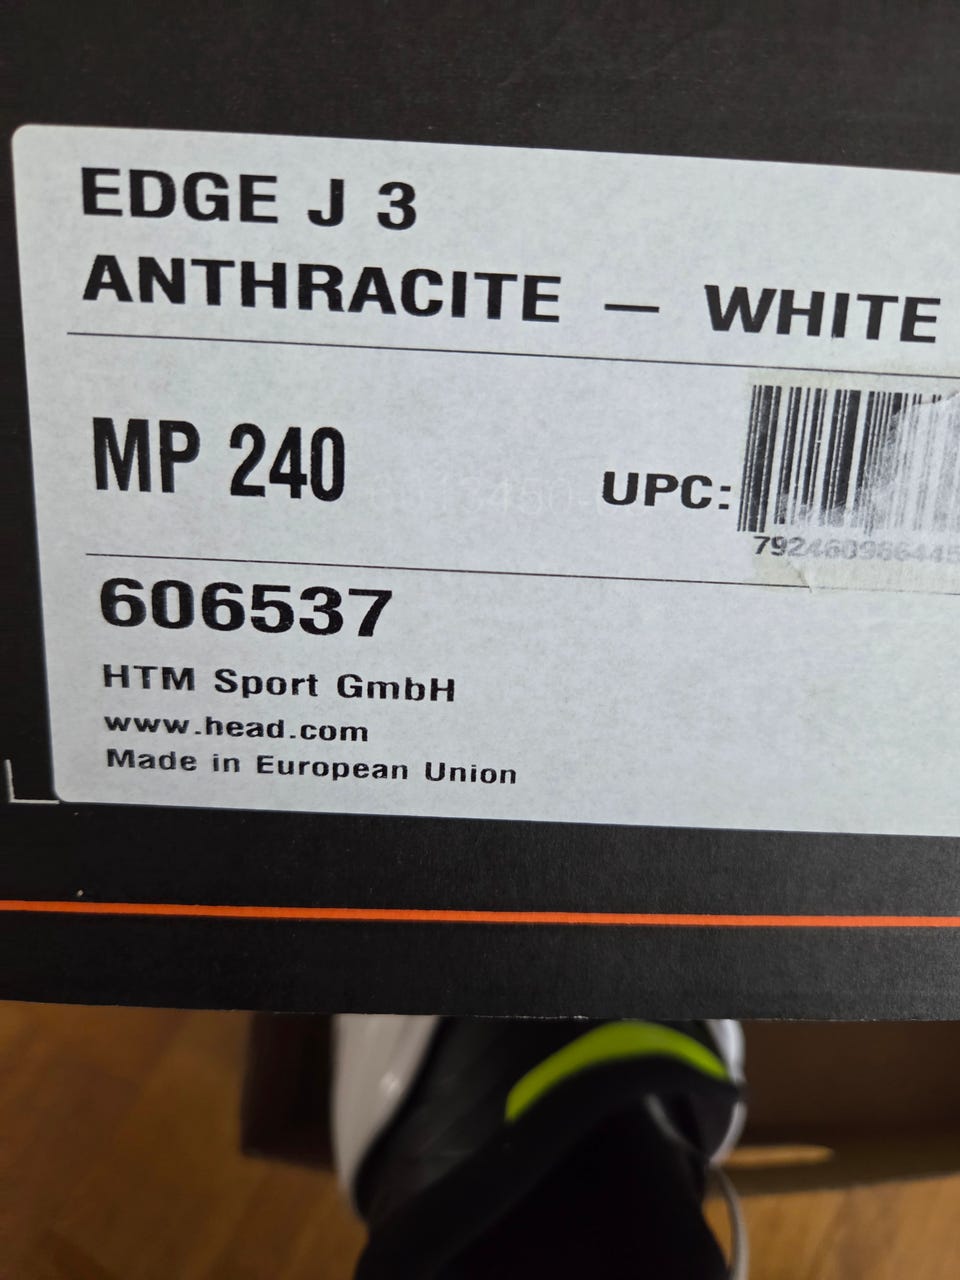 EDGE J 3
ANTHRACITE — WHITE
MP 240
UPC:
606537
HTM Sport GmbH
www.head.com
Made in European Union